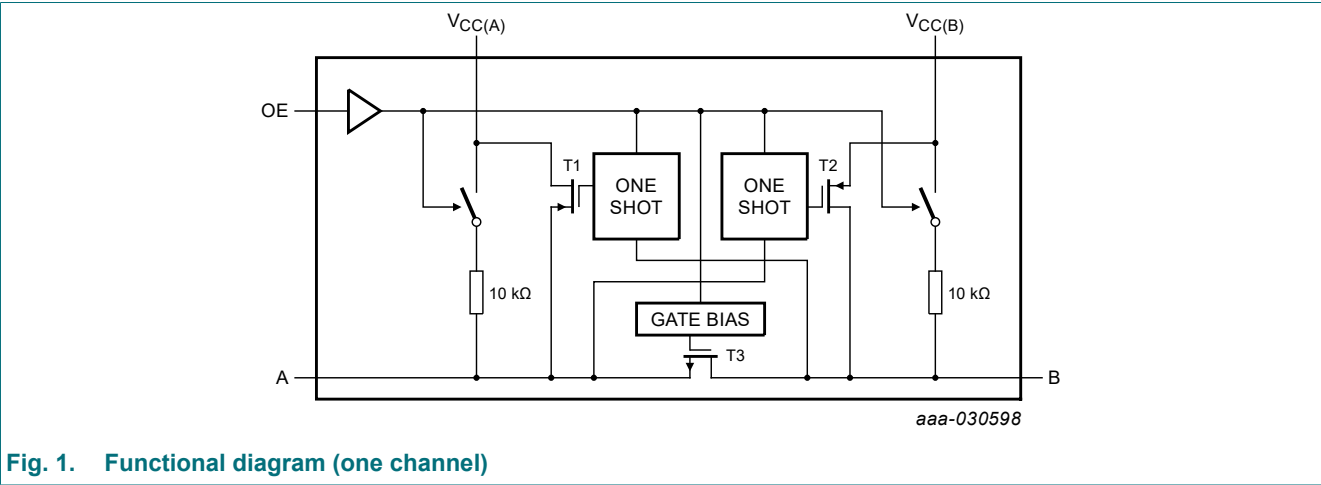 VCC(A)
VCC(B)
OE
T1
ONE
SHOT
ONE
SHOT
T2
10 kΩ
10 kΩ
GATE BIAS
T3
A
B
aaa-030598
Fig. 1. Functional diagram (one channel)